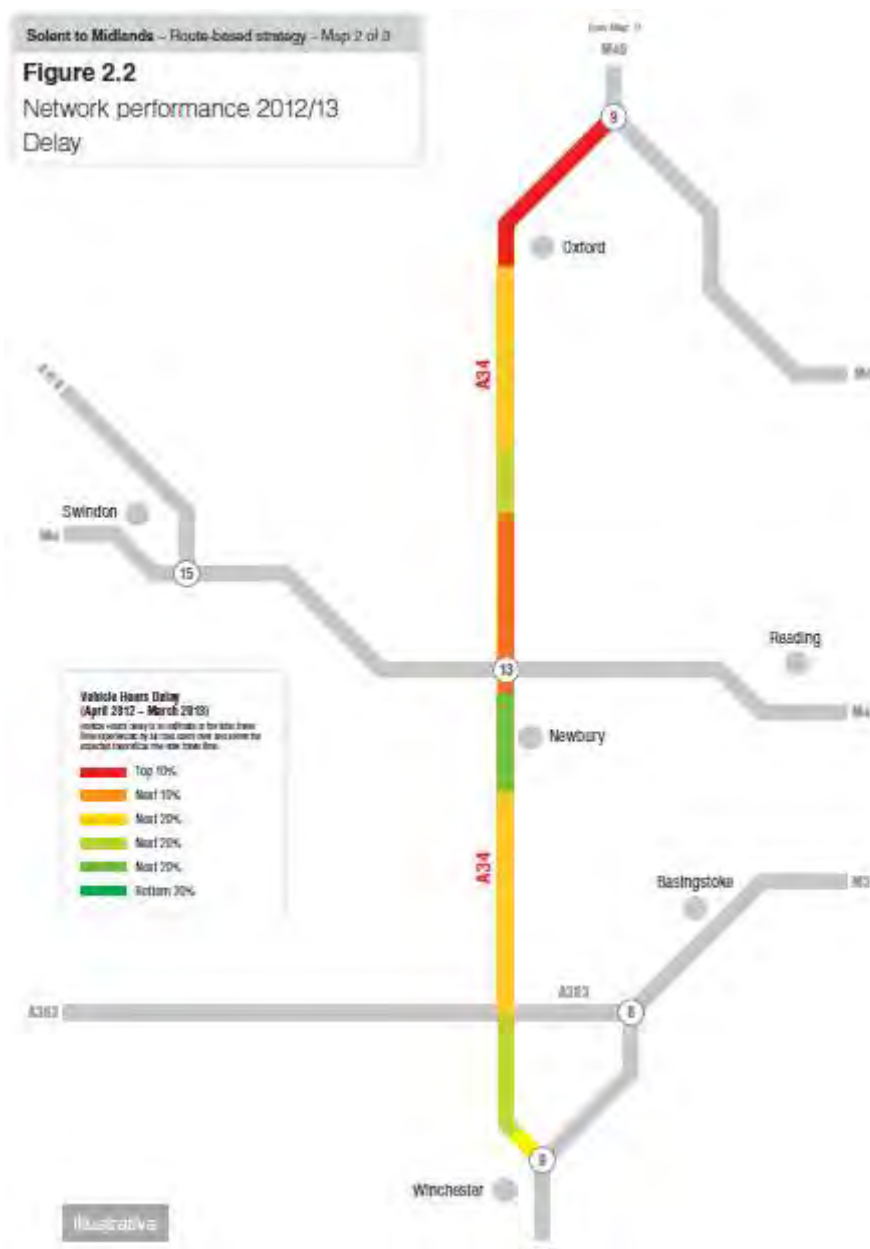 Solent to Midlands – Route-based strategy – Map 2 of 3
Figure 2.2
Network performance 2012/13
Delay
M40
9
Oxford
A34
Swindon
M4
15
Reading
13
M4
Newbury
Vehicle Hours Delay
(April 2012 – March 2013)
Top 10%
Next 10%
Next 20%
Next 20%
Next 20%
Bottom 20%
A34
Basingstoke
M3
A303
A303
8
9
Winchester
Illustrative